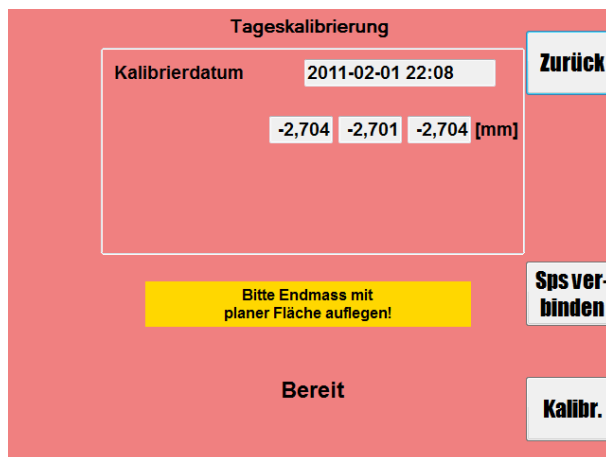 Tageskalibrierung
Kalibrierdatum 2011-02-01 22:08
Zurück
-2,704 -2,701 -2,704 [mm]
Bitte Endmass mit
planer Fläche auflegen!
Sps ver-
binden
Bereit
Kalibr.